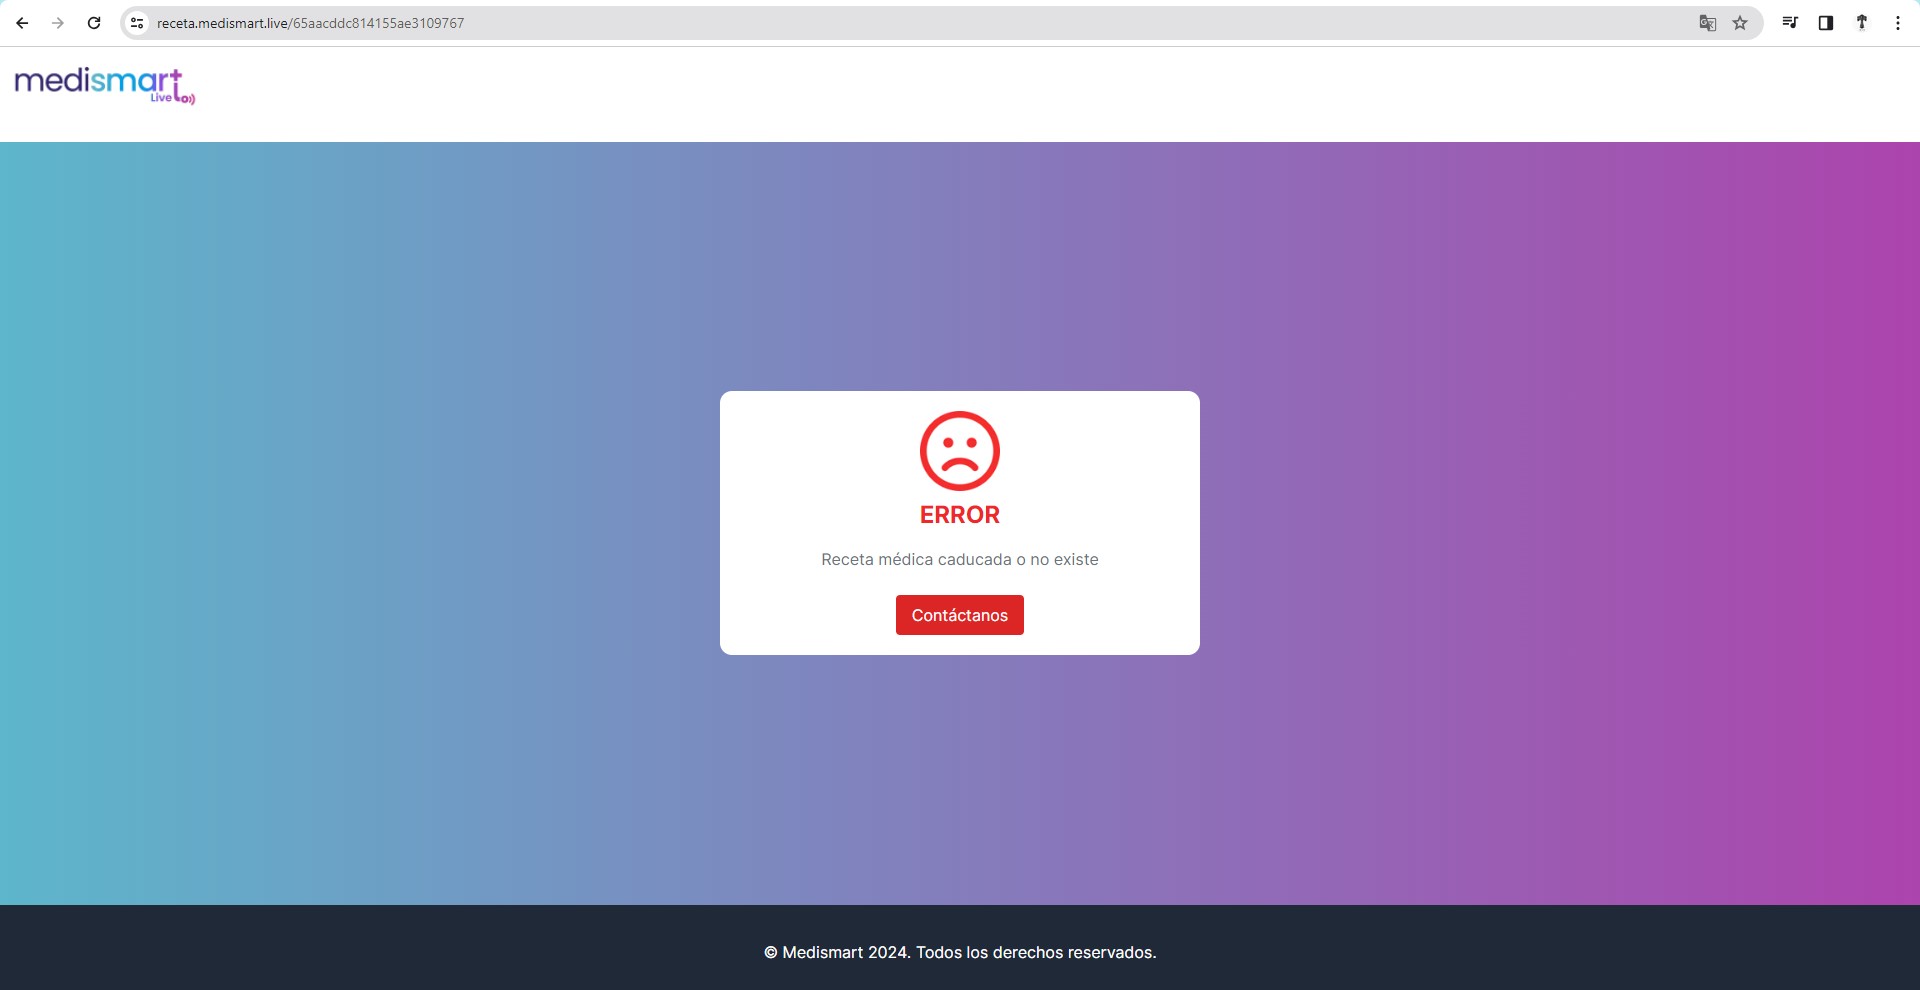 receta.medismart.live/65aacddc814155ae3109767
medismart
Live
ERROR
Receta médica caducada o no existe
Contáctanos
© Medismart 2024. Todos los derechos reservados.